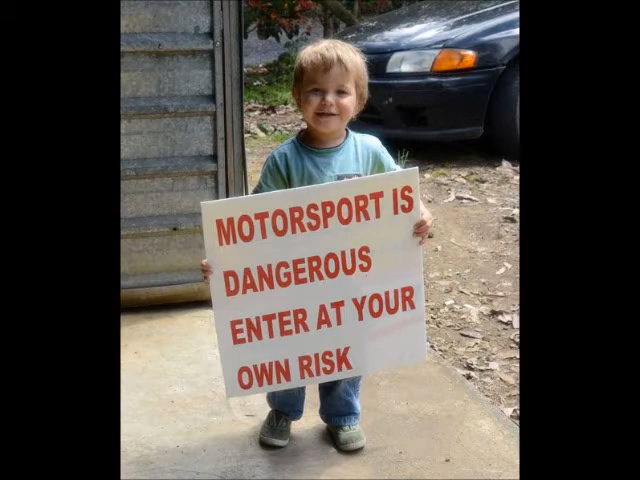 MOTORSPORT IS
DANGEROUS
ENTER AT YOUR
OWN RISK